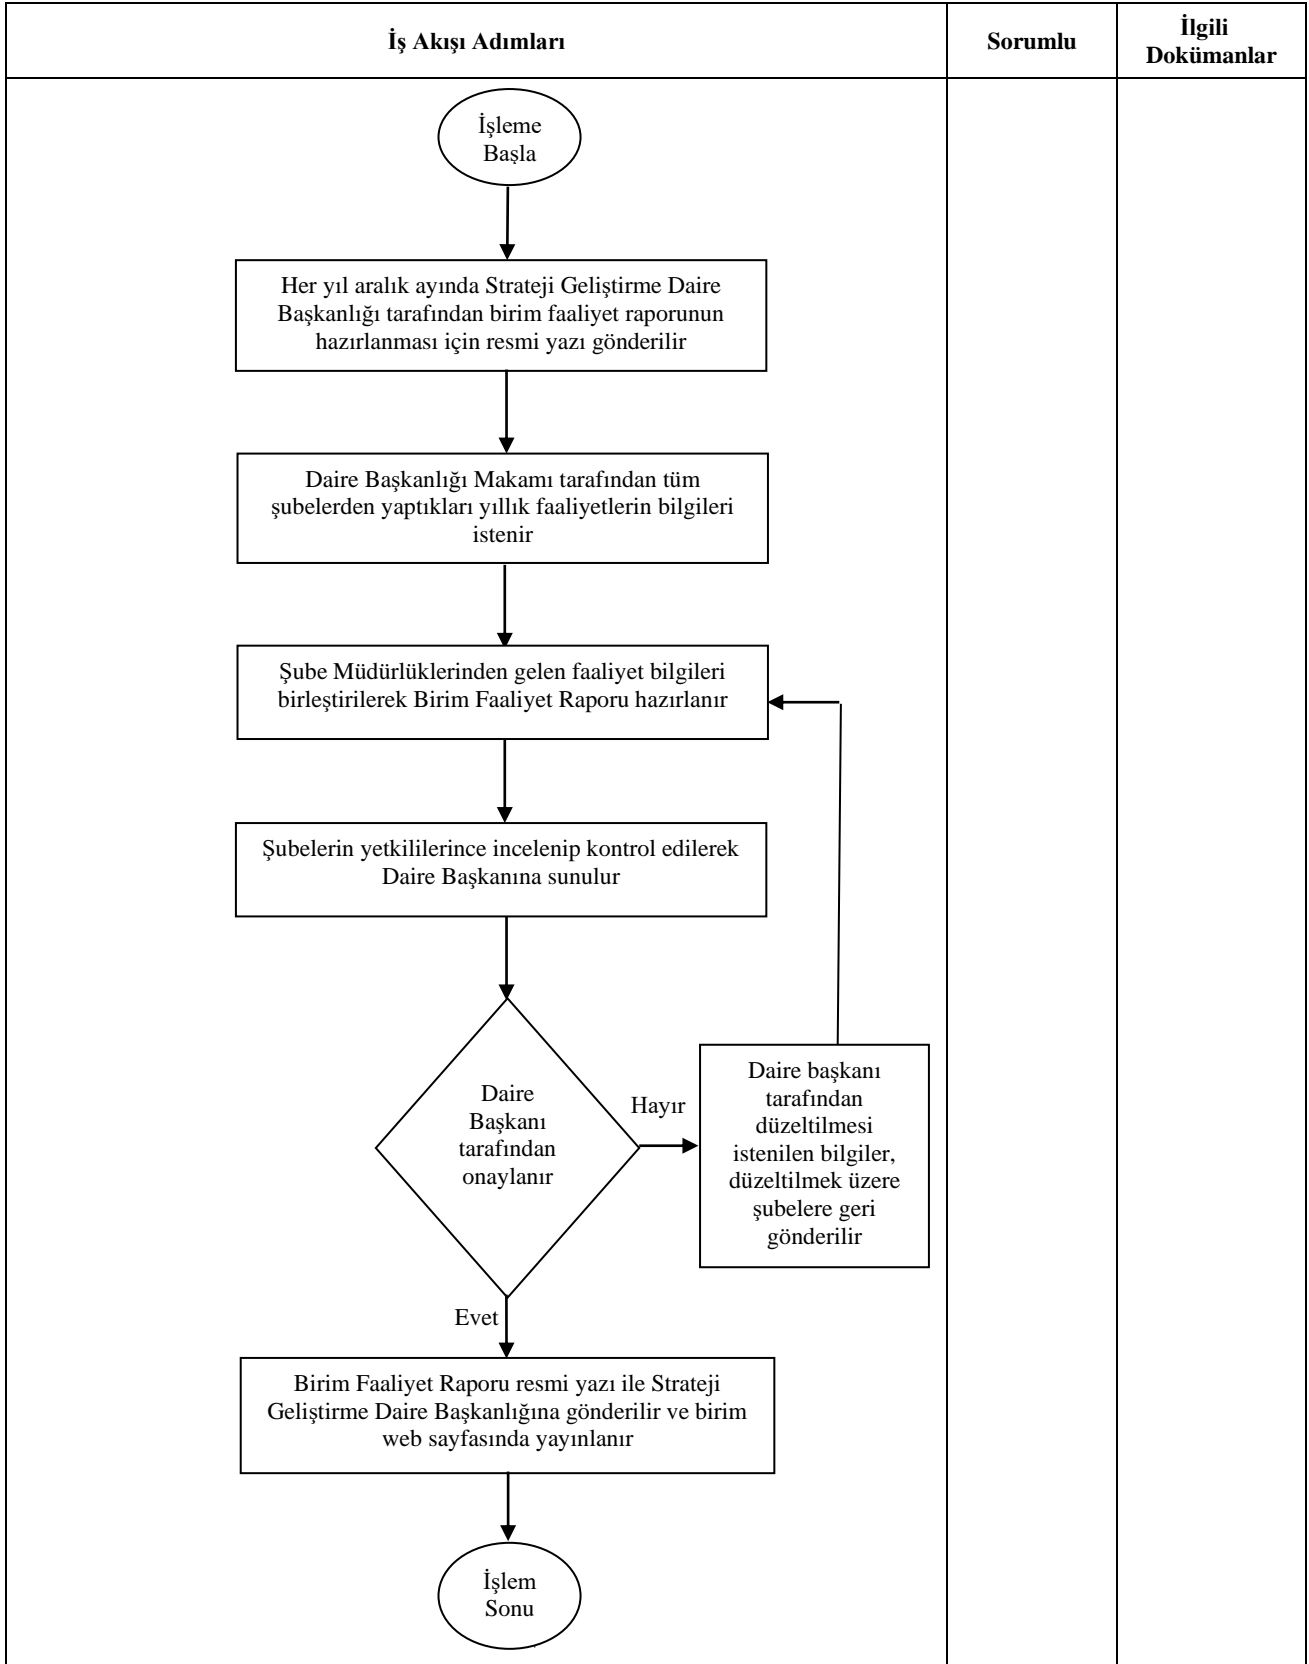 İş Akışı Adımları
Sorumlu
İlgili
Dokümanlar
İşleme
Başla
Her yıl aralık ayında Strateji Geliştirme Daire
Başkanlığı tarafından birim faaliyet raporunun
hazırlanması için resmi yazı gönderilir
Daire Başkanlığı Makamı tarafından tüm
şubelerden yaptıkları yıllık faaliyetlerin bilgileri
istenir
Şube Müdürlüklerinden gelen faaliyet bilgileri
birleştirilerek Birim Faaliyet Raporu hazırlanır
Şubelerin yetkililerince incelenip kontrol edilerek
Daire Başkanına sunulur
Daire
Başkanı
tarafından
onaylanır
Hayır
Daire başkanı
tarafından
düzeltilmesi
istenilen bilgiler,
düzeltilmek üzere
şubelere geri
gönderilir
Evet
Birim Faaliyet Raporu resmi yazı ile Strateji
Geliştirme Daire Başkanlığına gönderilir ve birim
web sayfasında yayınlanır
İşlem
Sonu